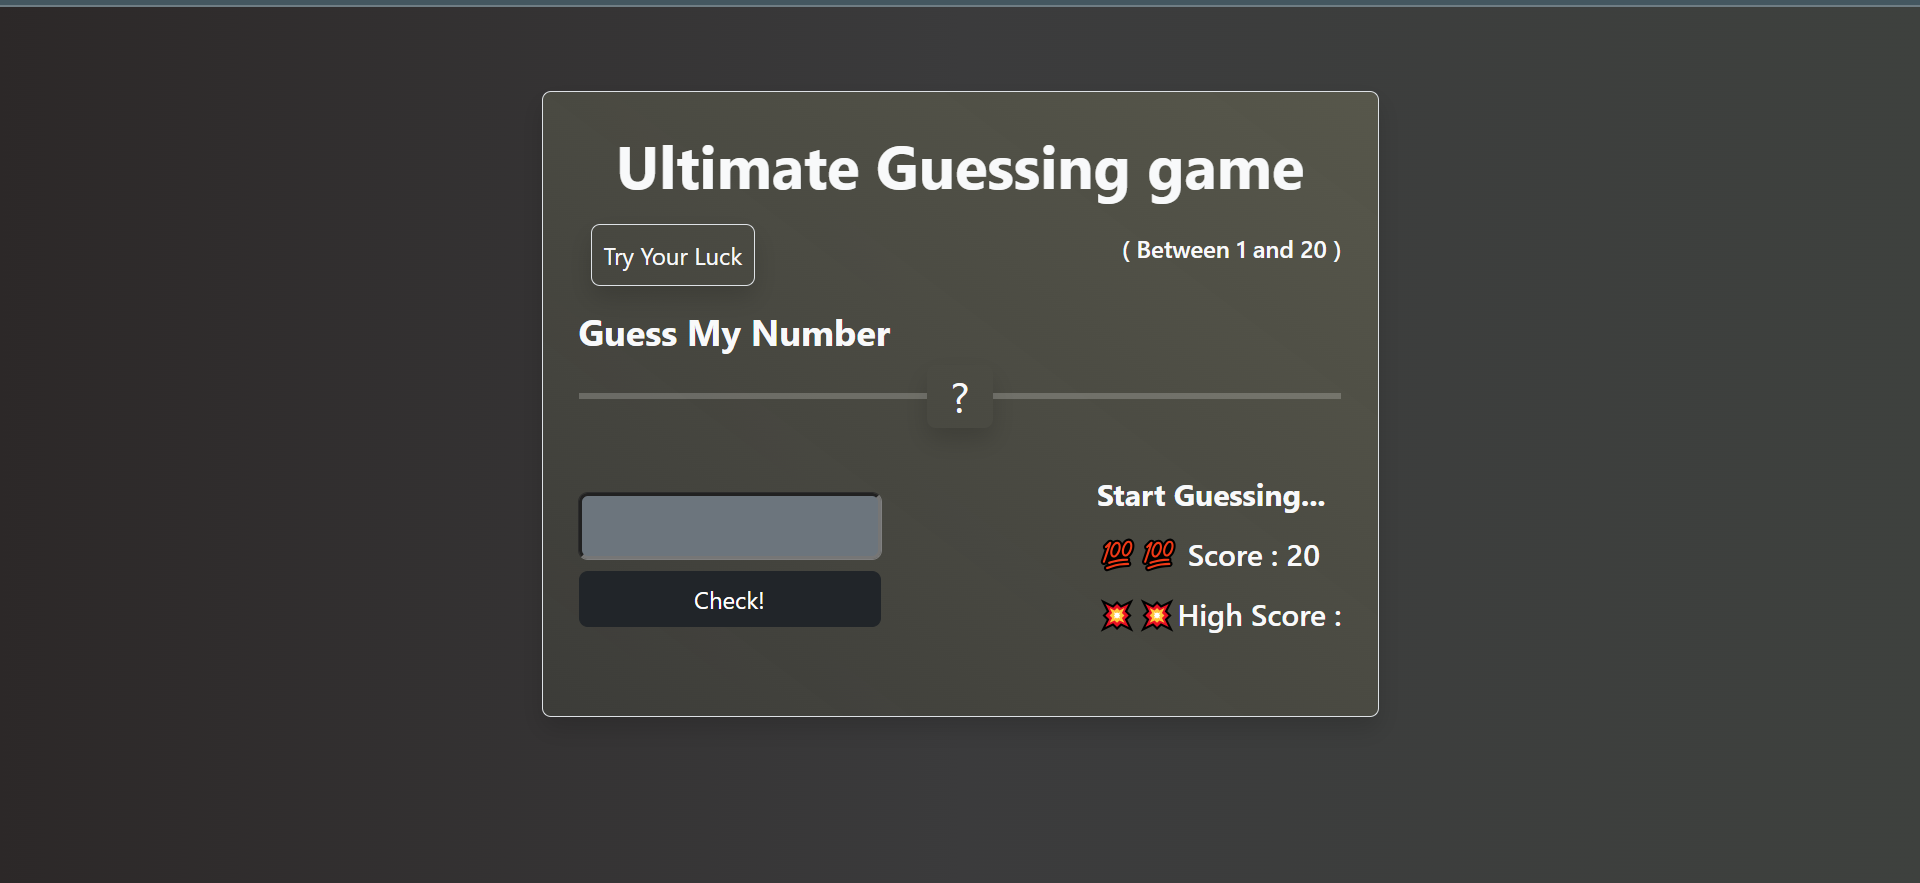 Ultimate Guessing game
Try Your Luck
( Between 1 and 20 )
Guess My Number
?
Start Guessing...
💯 💯 Score : 20
💥 💥 High Score :
Check!